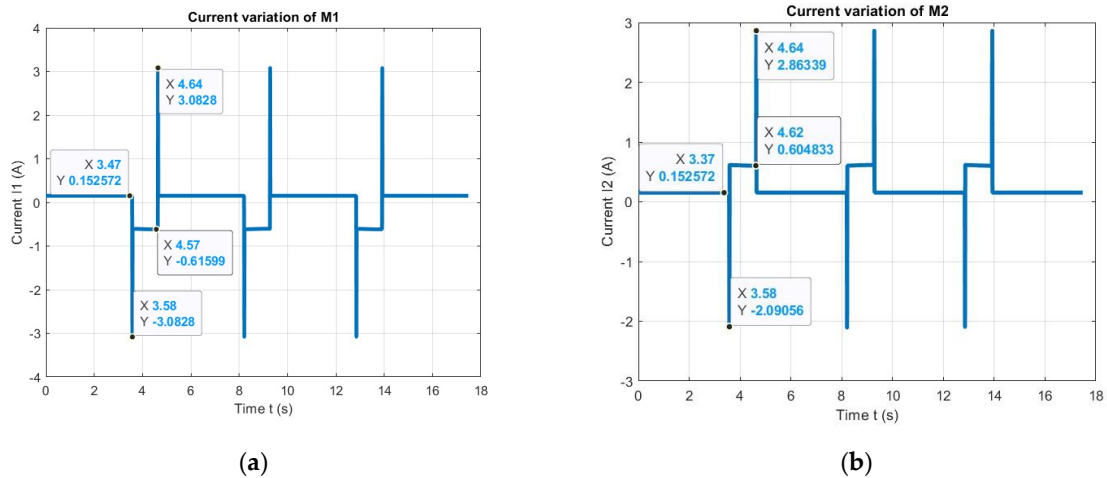 Current variation of M1
4
3
2
1
0
-1
-2
-3
-4
Current I1 (A)
X 4.64
Y 3.0828
X 3.47
Y 0.152572
X 4.57
Y -0.61599
X 3.58
Y -3.0828
0
2
4
6
8
10
12
14
16
18
Time t (s)
(a)
Current variation of M2
3
2
1
0
-1
-2
-3
Current I2 (A)
X 4.64
Y 2.86339
X 4.62
Y 0.604833
X 3.37
Y 0.152572
X 3.58
Y -2.09056
0
2
4
6
8
10
12
14
16
18
Time t (s)
(b)